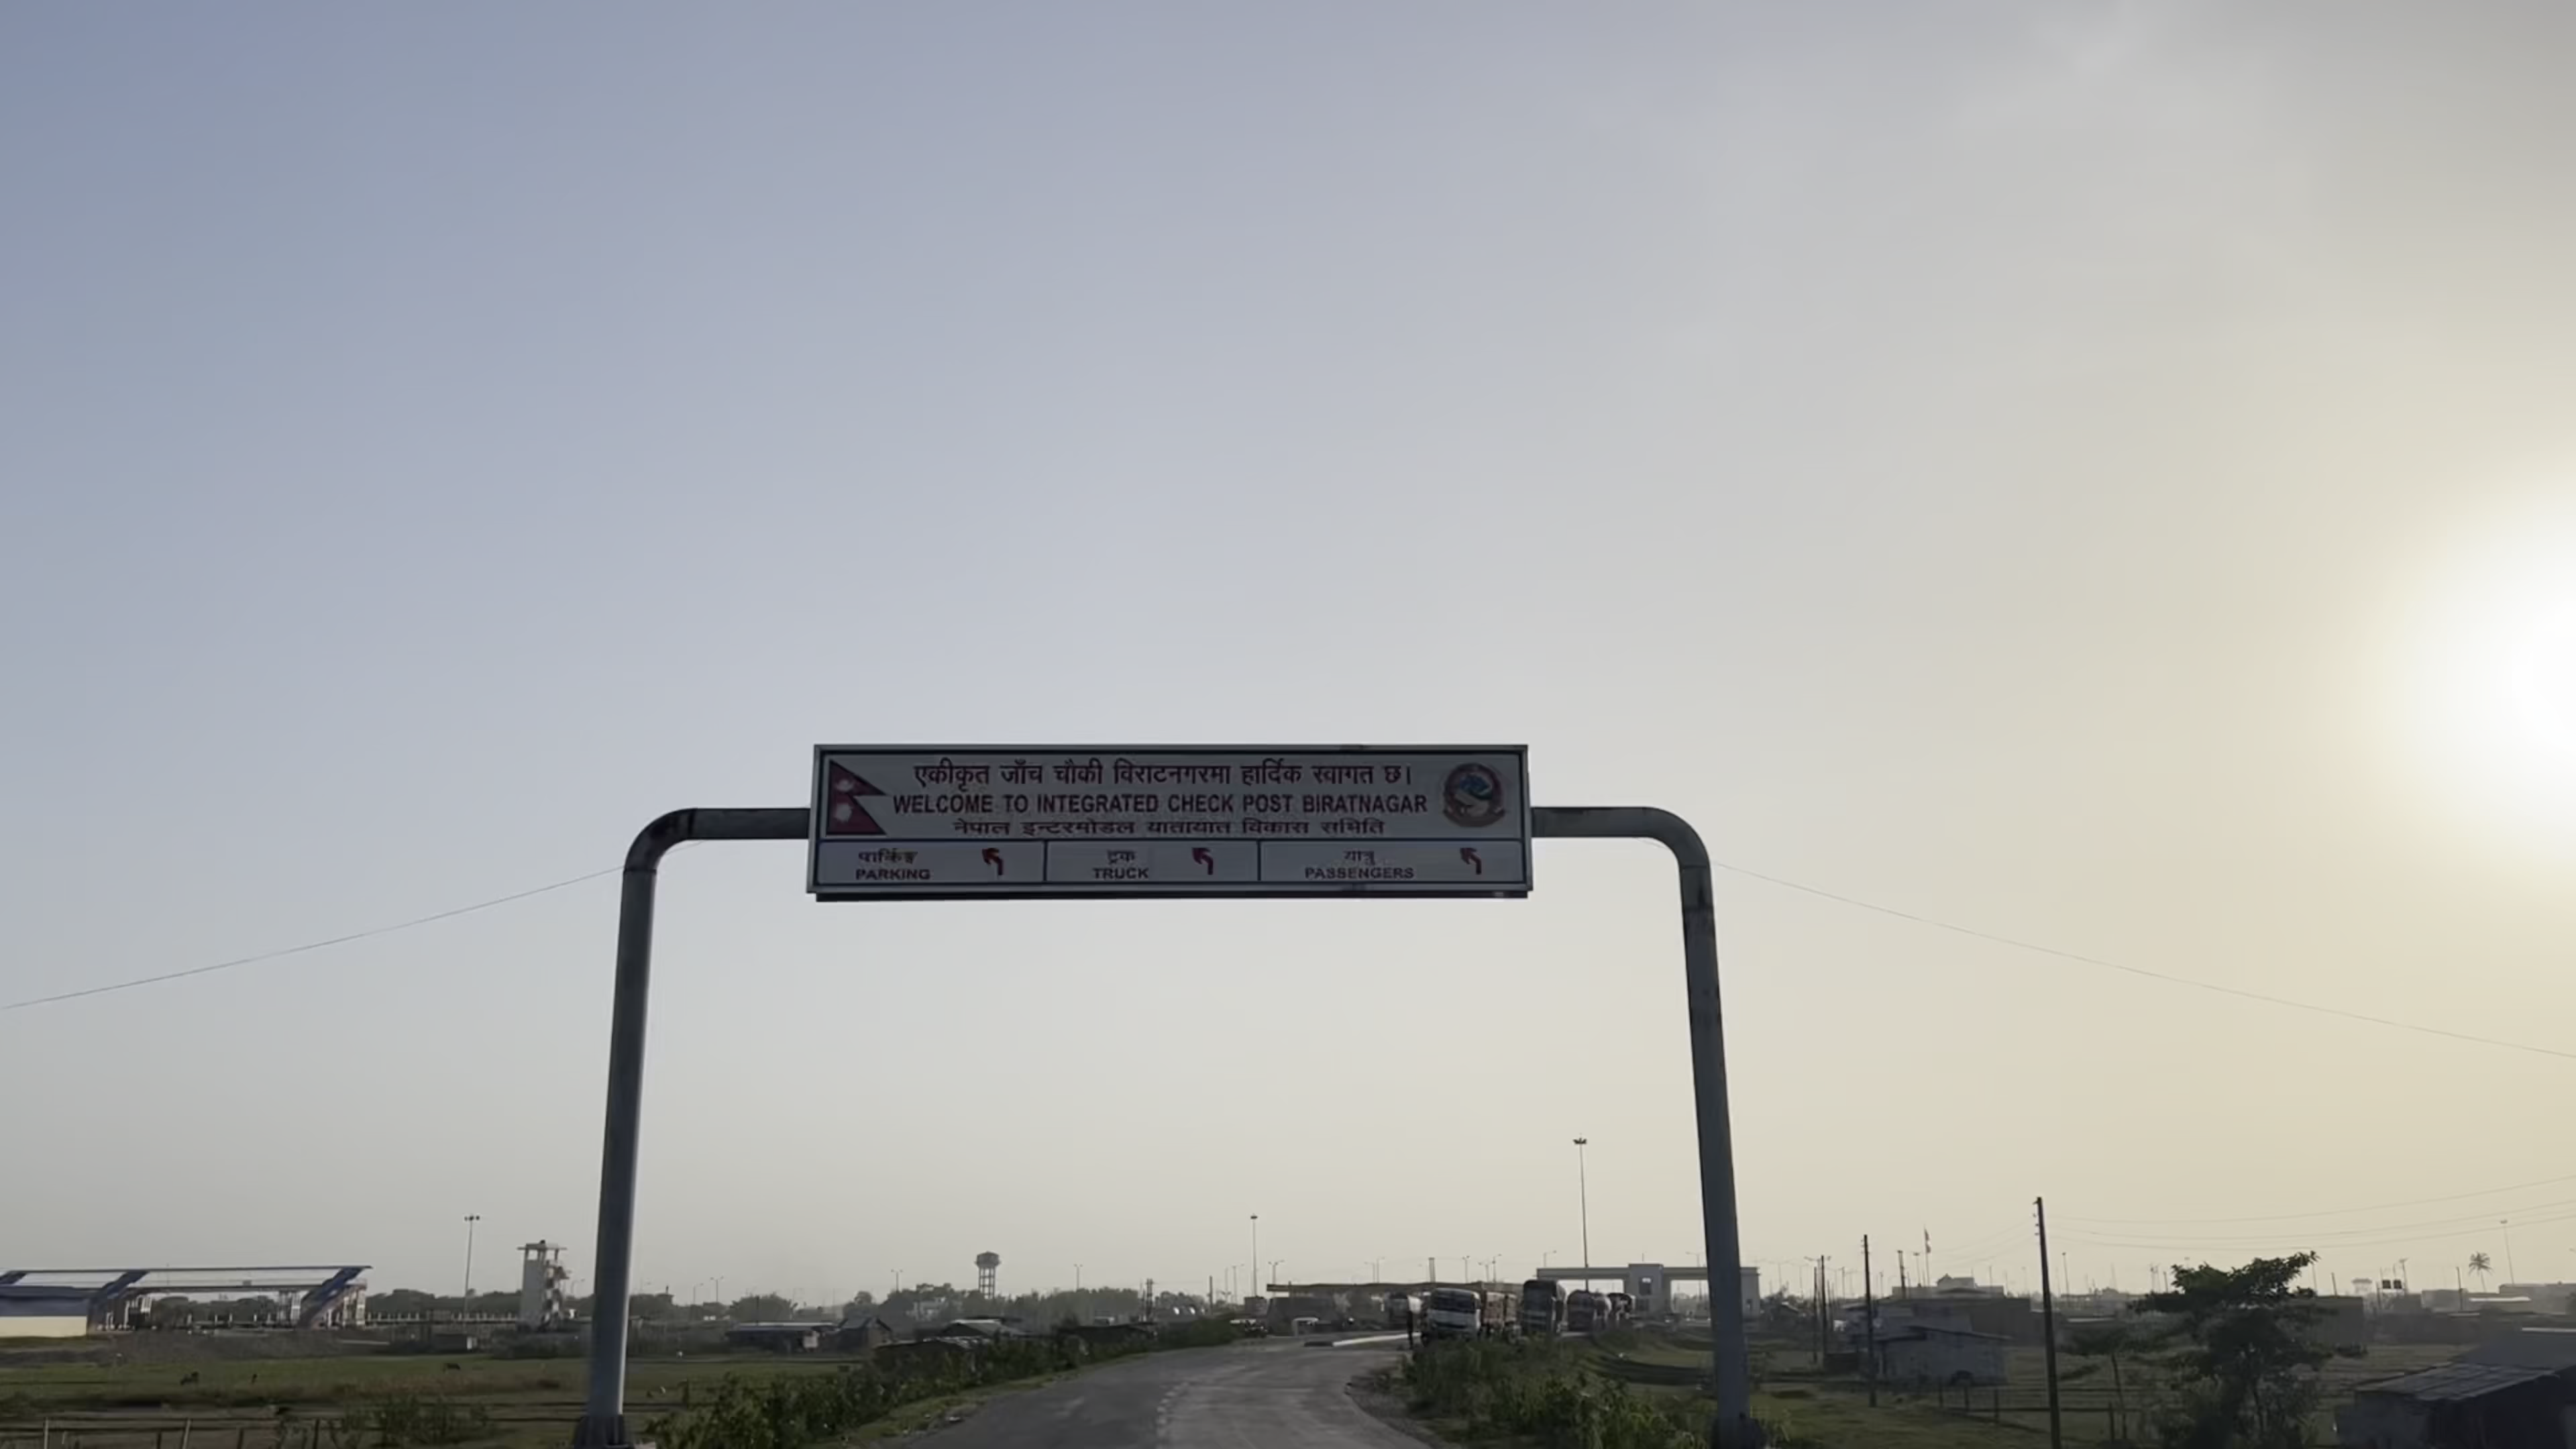 एकीकृत जाँच चौकी विराटनगरमा हार्दिक स्वागत छ।
WELCOME TO INTEGRATED CHECK POST BIRATNAGAR
नेपाल इन्टरमोडल यातायात विकास समिति
पार्किङ्ग
PARKING
ट्रक
TRUCK
यात्रु
PASSENGERS